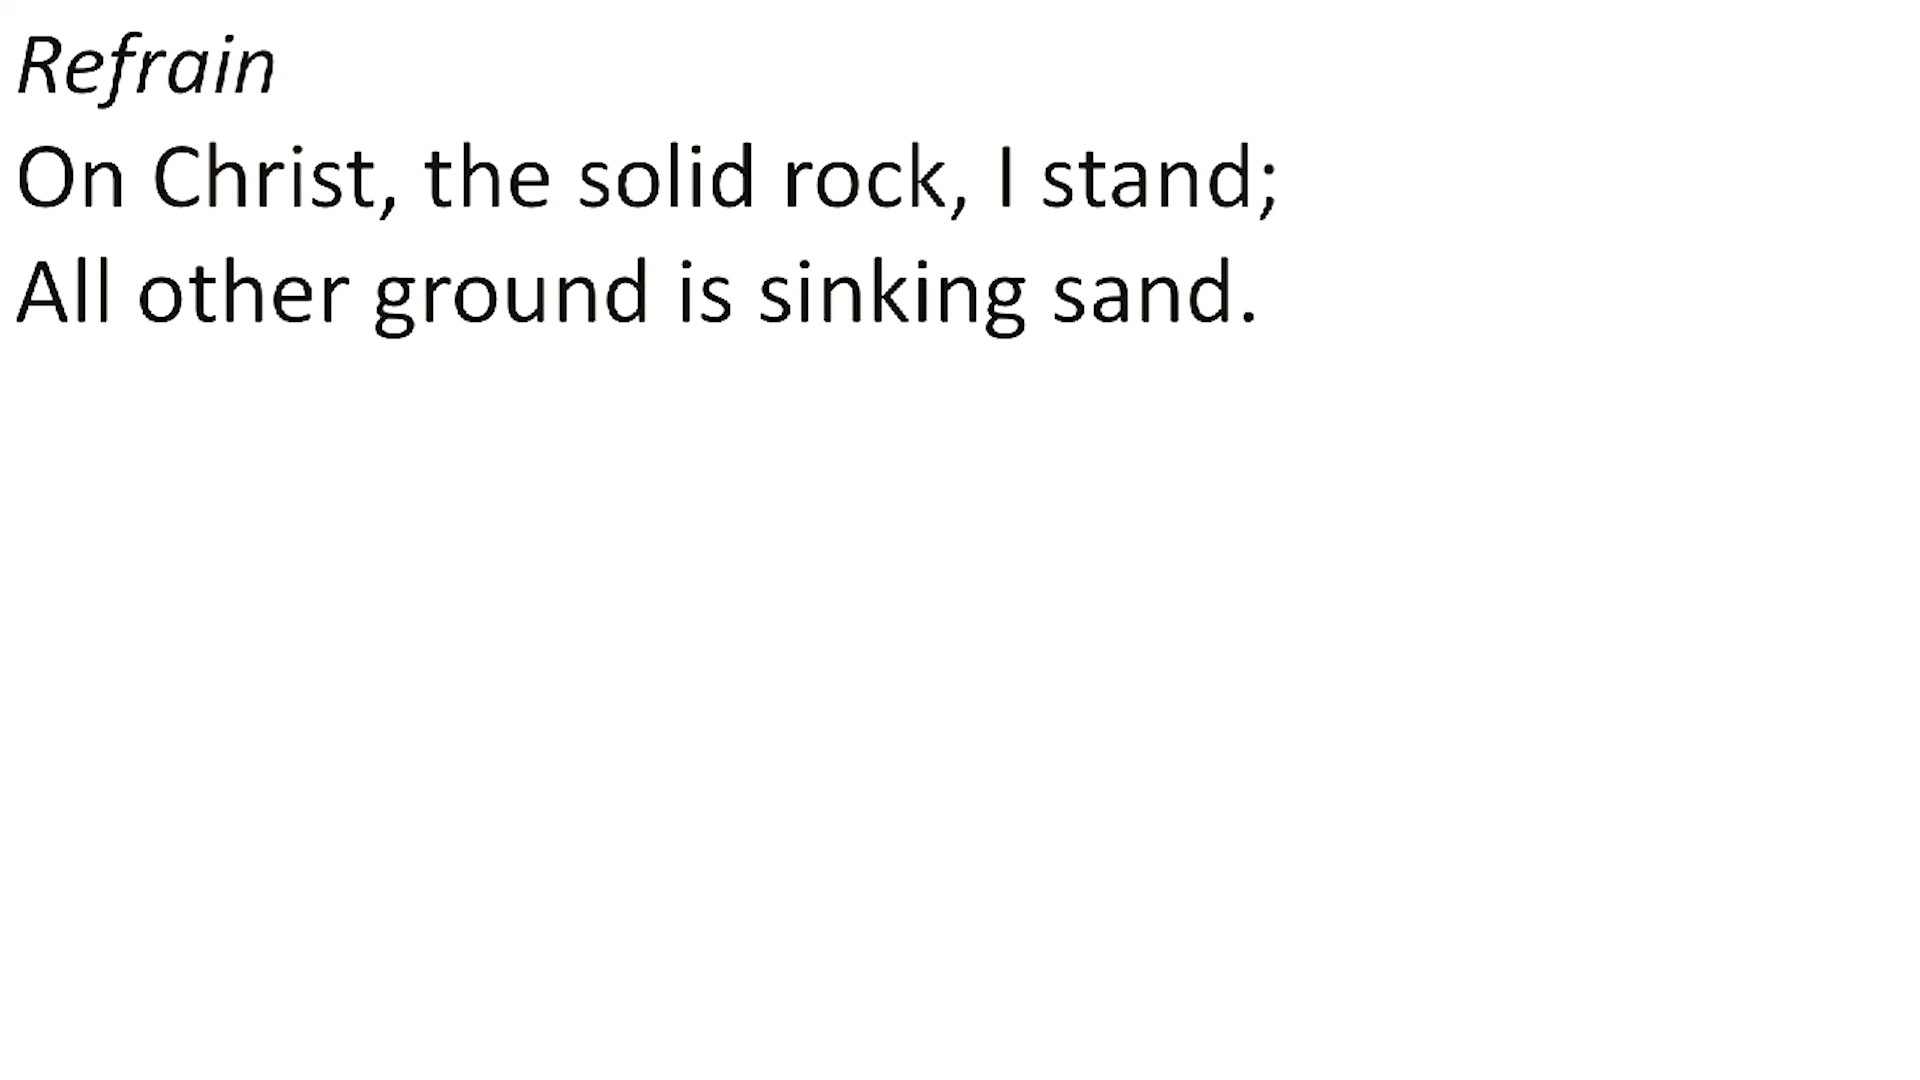 Refrain
On Christ, the solid rock, I stand;
All other ground is sinking sand.